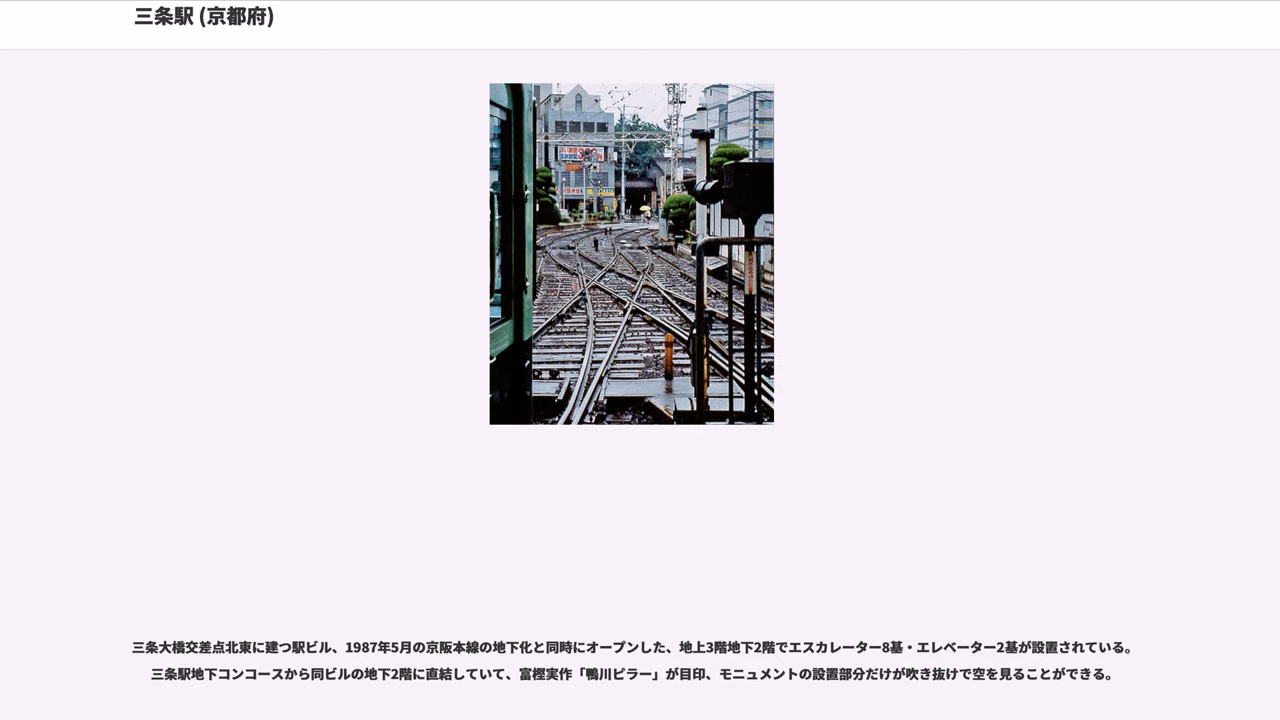 三条駅 (京都府)
三条大橋交差点北東に建つ駅ビル、1987年5月の京阪本線の地下化と同時にオープンした、地上3階地下2階でエスカレーター8基・エレベーター2基が設置されている。
三条駅地下コンコースから同ビルの地下2階に直結していて、富樫実作「鴨川ピラー」が目印、モニュメントの設置部分だけが吹き抜けで空を見ることができる。